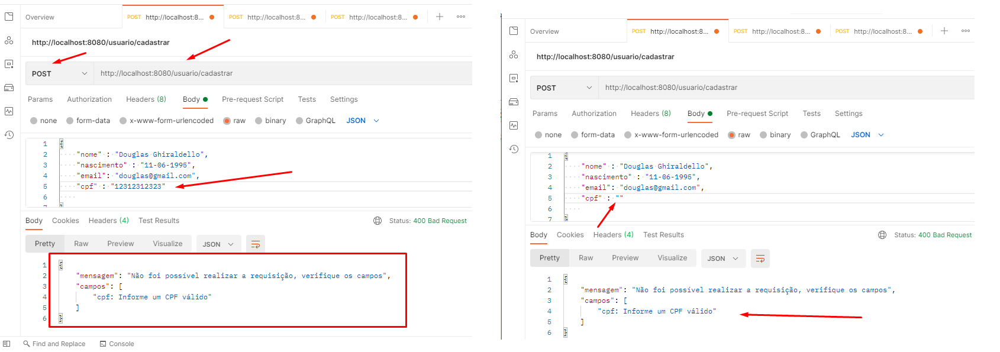 Overview
POST http://localhost:8...
POST http://localhost:8...
POST http://localhost:8...
http://localhost:8080/usuario/cadastrar
POST http://localhost:8080/usuario/cadastrar
Params Authorization Headers (8) Body Pre-request Script Tests Settings
none form-data x-www-form-urlencoded raw binary GraphQL JSON
1 {
2 "nome" : "Douglas Ghiraldello",
3 "nascimento" : "11-06-1995",
4 "email": "douglas@gmail.com",
5 "cpf" : "12312312323"
6
7 }
Body Cookies Headers (4) Test Results Status: 400 Bad Request
Pretty Raw Preview Visualize JSON
1 {
2 "mensagem": "Não foi possível realizar a requisição, verifique os campos",
3 "campos": [
4 "cpf: Informe um CPF válido"
5 ]
6 }
Find and Replace Console
Overview
POST http://localhost:8...
POST http://localhost:8...
POST http://localhost:8...
http://localhost:8080/usuario/cadastrar
POST http://localhost:8080/usuario/cadastrar
Params Authorization Headers (8) Body Pre-request Script Tests Settings
none form-data x-www-form-urlencoded raw binary GraphQL JSON
1 {
2 "nome" : "Douglas Ghiraldello",
3 "nascimento" : "11-06-1995",
4 "email": "douglas@gmail.com",
5 "cpf" : ""
6
7 }
Body Cookies Headers (4) Test Results Status: 400 Bad Request
Pretty Raw Preview Visualize JSON
1 {
2 "mensagem": "Não foi possível realizar a requisição, verifique os campos",
3 "campos": [
4 "cpf: Informe um CPF válido"
5 ]
6 }